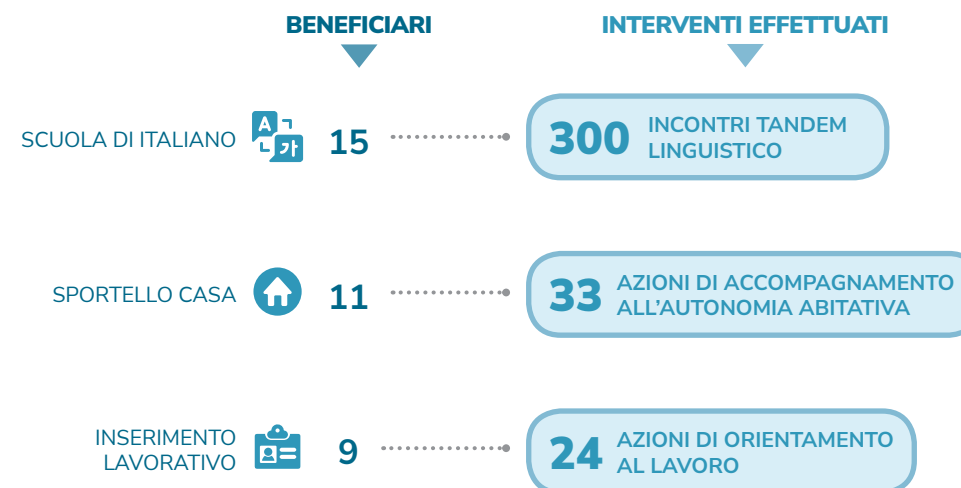 BENEFICIARI
INTERVENTI EFFETTUATI
SCUOLA DI ITALIANO
A
가
15
300
INCONTRI TANDEM
LINGUISTICO
SPORTELLO CASA
11
33
AZIONI DI ACCOMPAGNAMENTO
ALL'AUTONOMIA ABITATIVA
INSERIMENTO
LAVORATIVO
9
24
AZIONI DI ORIENTAMENTO
AL LAVORO